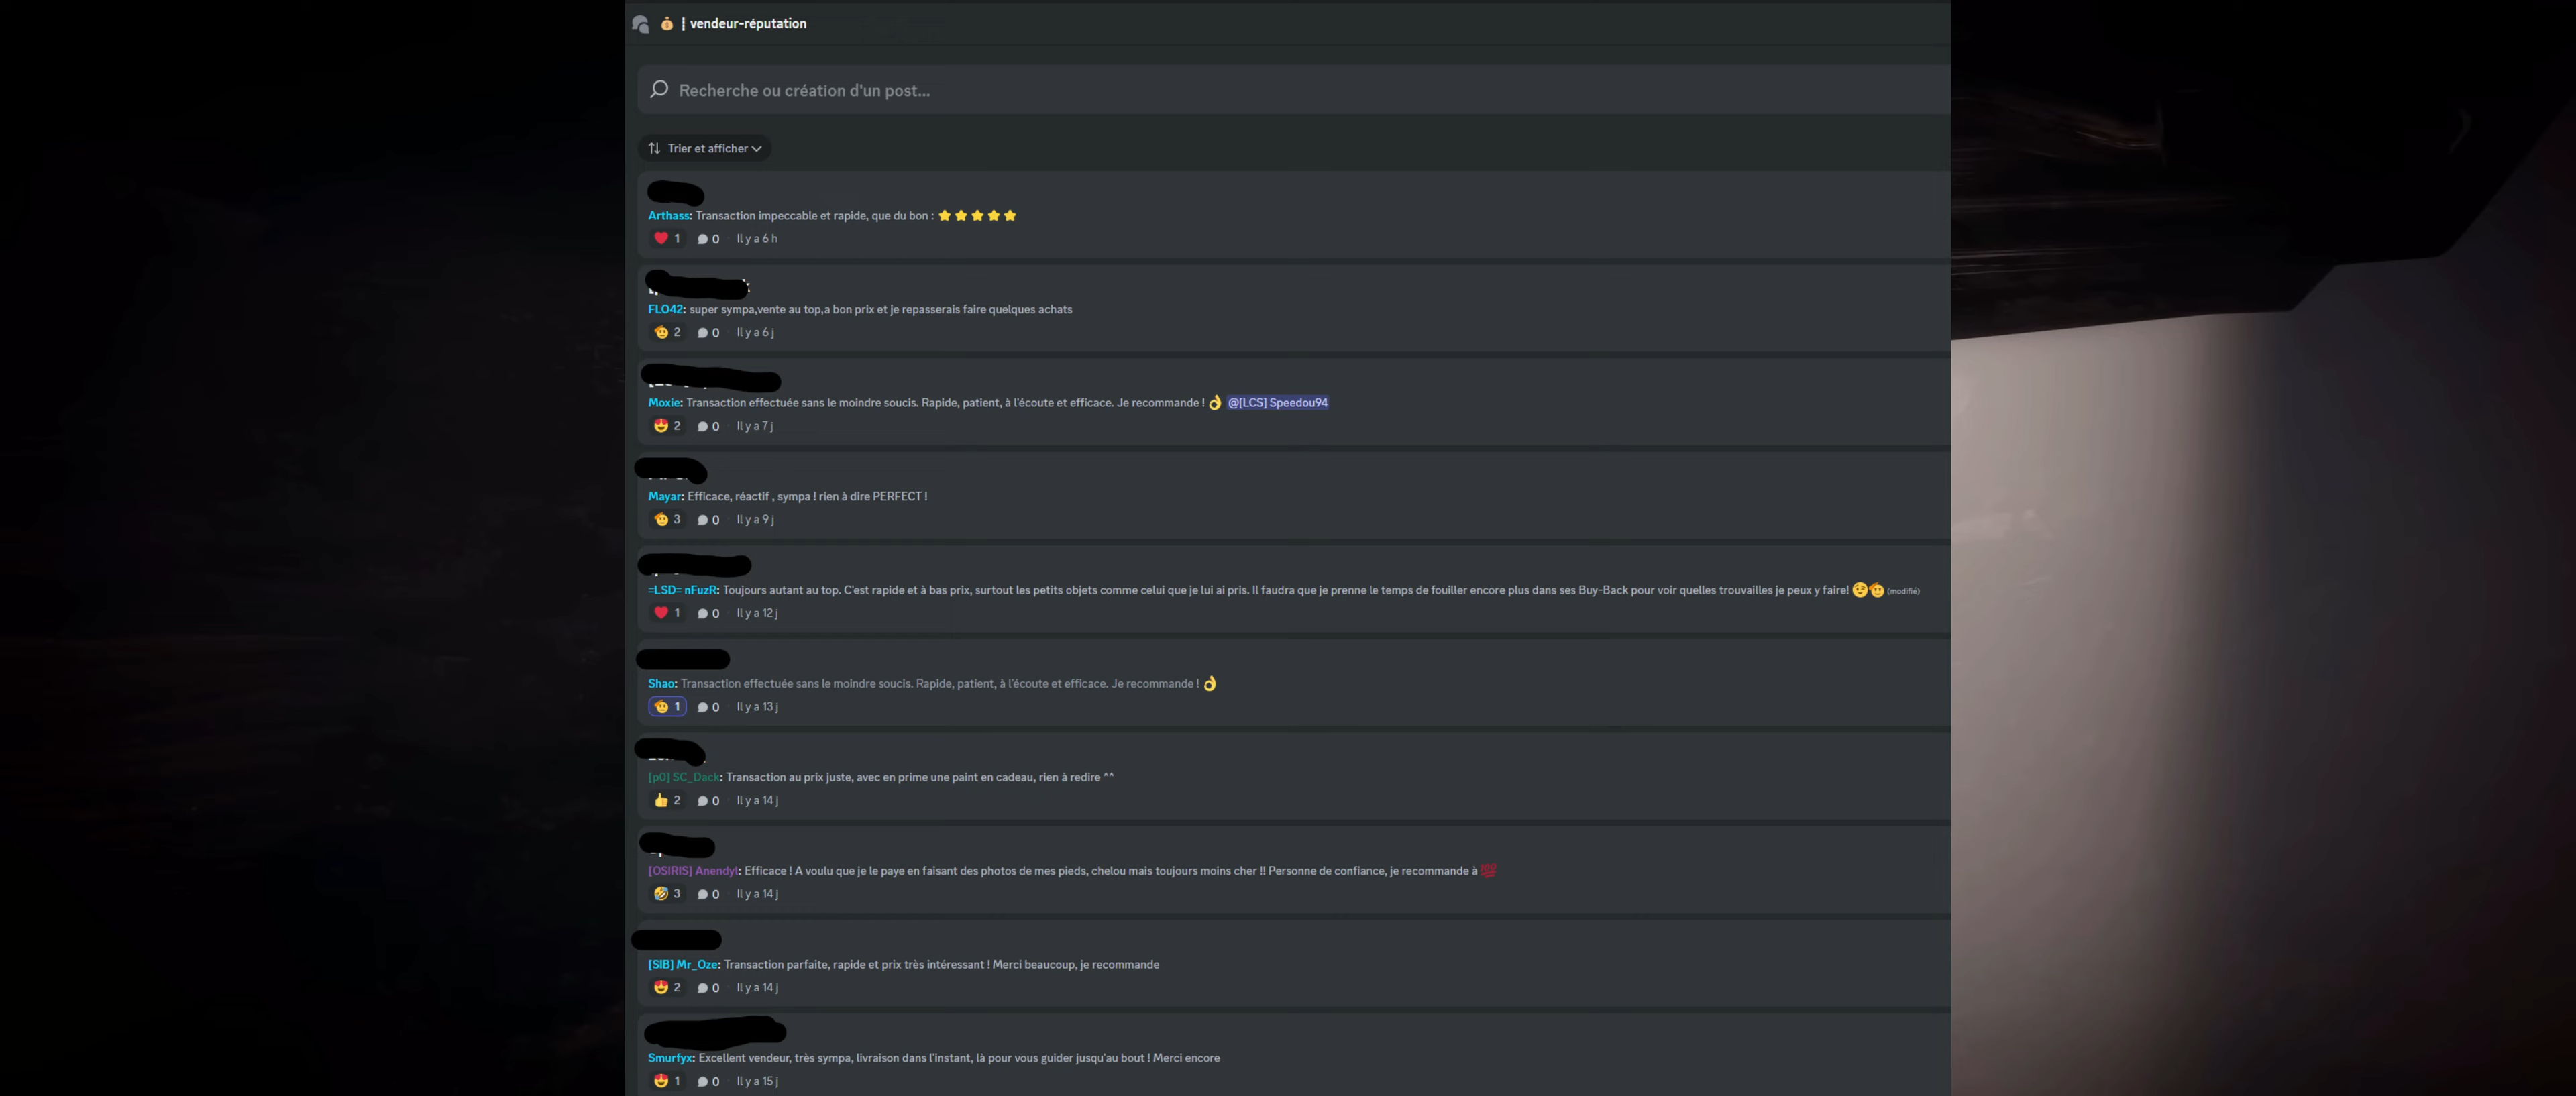 vendeur-réputation
Recherche ou création d'un post...
Trier et afficher
Arthass: Transaction impeccable et rapide, que du bon : ⭐⭐⭐⭐⭐
❤️ 1 0 Il y a 6 h
FLO42: super sympa,vente au top,a bon prix et je repasserais faire quelques achats
2 0 Il y a 6 j
Moxie: Transaction effectuée sans le moindre soucis. Rapide, patient, à l'écoute et efficace. Je recommande ! 👌 @[LCS] Speedou94
😍 2 0 Il y a 7 j
Mayar: Efficace, réactif , sympa ! rien à dire PERFECT !
3 0 Il y a 9 j
=LSD= nFuzR: Toujours autant au top. C'est rapide et à bas prix, surtout les petits objets comme celui que je lui ai pris. Il faudra que je prenne le temps de fouiller encore plus dans ses Buy-Back pour voir quelles trouvailles je peux y faire! 😉🫡 (modifié)
❤️ 1 0 Il y a 12 j
Shao: Transaction effectuée sans le moindre soucis. Rapide, patient, à l'écoute et efficace. Je recommande ! 👌
1 0 Il y a 13 j
[p0] SC_Dack: Transaction au prix juste, avec en prime une paint en cadeau, rien à redire ^^
👍 2 0 Il y a 14 j
[OSIRIS] Anendyl: Efficace ! A voulu que je le paye en faisant des photos de mes pieds, chelou mais toujours moins cher !! Personne de confiance, je recommande à 💯
🤣 3 0 Il y a 14 j
[SIB] Mr_Oze: Transaction parfaite, rapide et prix très intéressant ! Merci beaucoup, je recommande
😍 2 0 Il y a 14 j
Smurfyx: Excellent vendeur, très sympa, livraison dans l'instant, là pour vous guider jusqu'au bout ! Merci encore
😍 1 0 Il y a 15 j